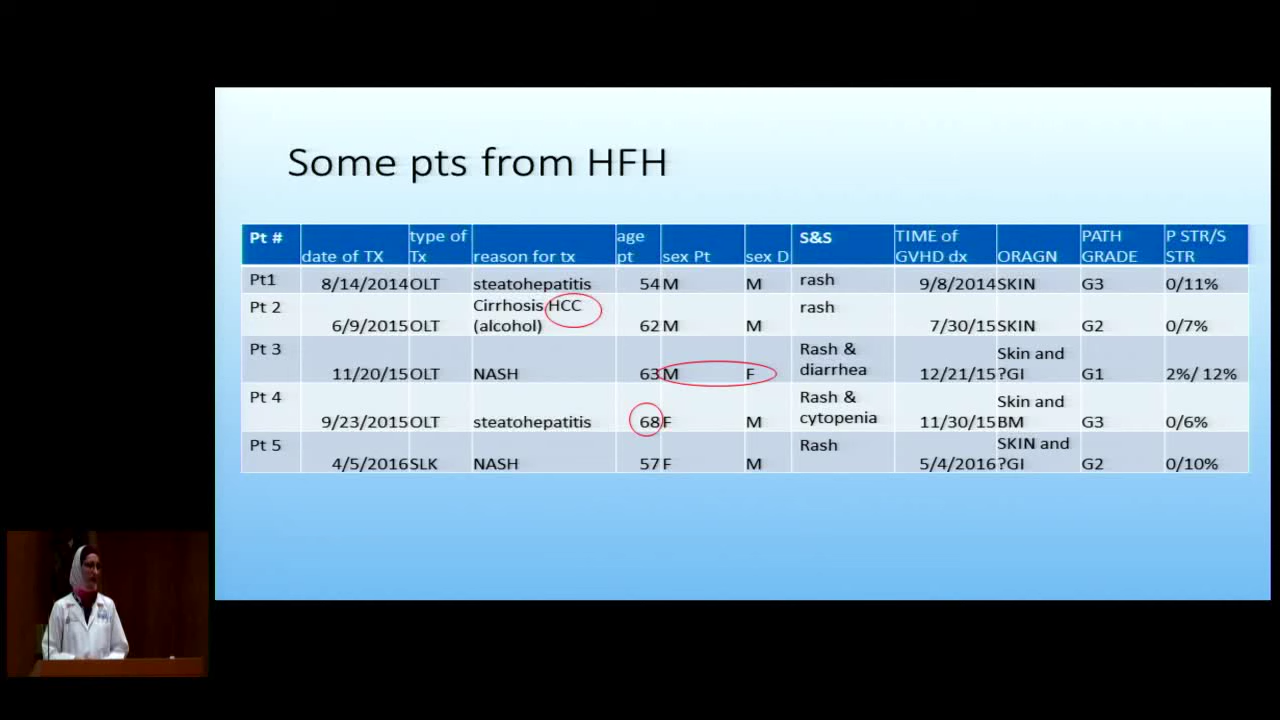 Some pts from HFH
Pt # date of TX type of Tx reason for tx age pt sex Pt sex D S&S TIME of GVHD dx ORAGN PATH GRADE P STR/S STR
Pt1 8/14/2014 OLT steatohepatitis 54 M M rash 9/8/2014 SKIN G3 0/11%
Pt 2 6/9/2015 OLT Cirrhosis HCC (alcohol) 62 M M rash 7/30/15 SKIN G2 0/7%
Pt 3 11/20/15 OLT NASH 63 M F Rash & diarrhea 12/21/15 Skin and ?GI G1 2%/ 12%
Pt 4 9/23/2015 OLT steatohepatitis 68 F M Rash & cytopenia 11/30/15 Skin and BM G3 0/6%
Pt 5 4/5/2016 SLK NASH 57 F M Rash 5/4/2016 SKIN and ?GI G2 0/10%